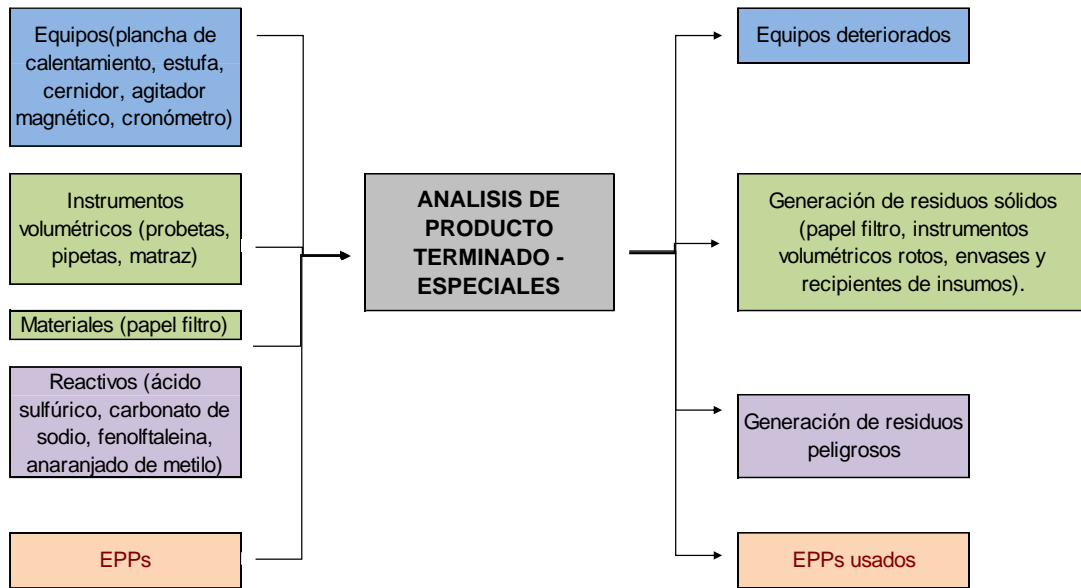 Equipos(plancha de
calentamiento, estufa,
cernidor, agitador
magnético, cronómetro)
Instrumentos
volumétricos (probetas,
pipetas, matraz)
Materiales (papel filtro)
Reactivos (ácido
sulfúrico, carbonato de
sodio, fenolftaleina,
anaranjado de metilo)
EPPs
ANALISIS DE
PRODUCTO
TERMINADO -
ESPECIALES
Equipos deteriorados
Generación de residuos sólidos
(papel filtro, instrumentos
volumétricos rotos, envases y
recipientes de insumos).
Generación de residuos
peligrosos
EPPs usados